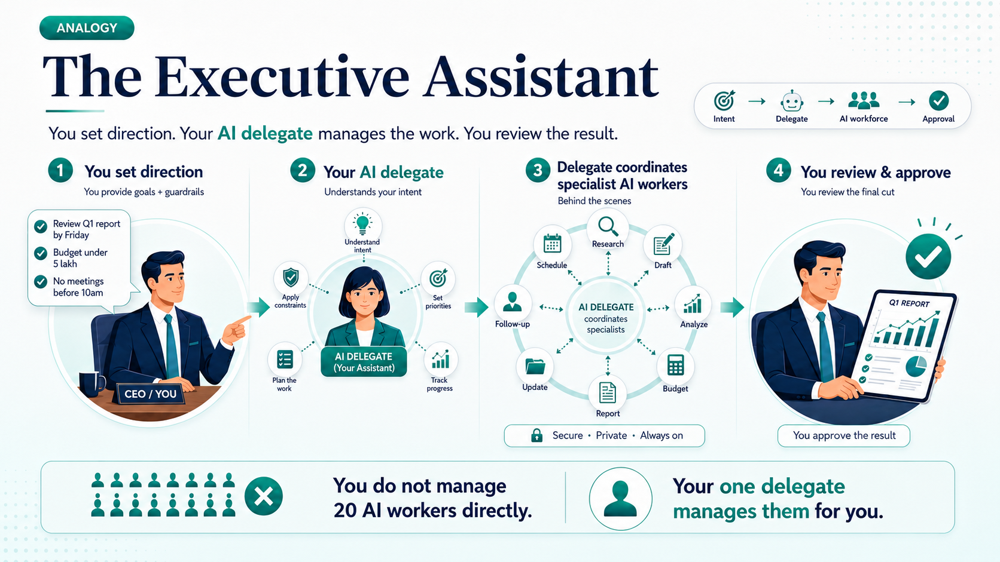 ANALOGY
The Executive Assistant
You set direction. Your AI delegate manages the work. You review the result.
Intent
Delegate
AI workforce
Approval
1
You set direction
You provide goals + guardrails
Review Q1 report
by Friday
Budget under
5 lakh
No meetings
before 10am
CEO / YOU
2
Your AI delegate
Understands your intent
Understand
intent
Apply
constraints
Set
priorities
Plan the
work
Track
progress
AI DELEGATE
(Your Assistant)
3
Delegate coordinates
specialist AI workers
Behind the scenes
Research
Schedule
Draft
Follow-up
Analyze
Update
Budget
Report
AI DELEGATE
coordinates
specialists
Secure • Private • Always on
4
You review & approve
You review the final cut
Q1 REPORT
You approve the result
You do not manage
20 AI workers directly.
Your one delegate
manages them for you.